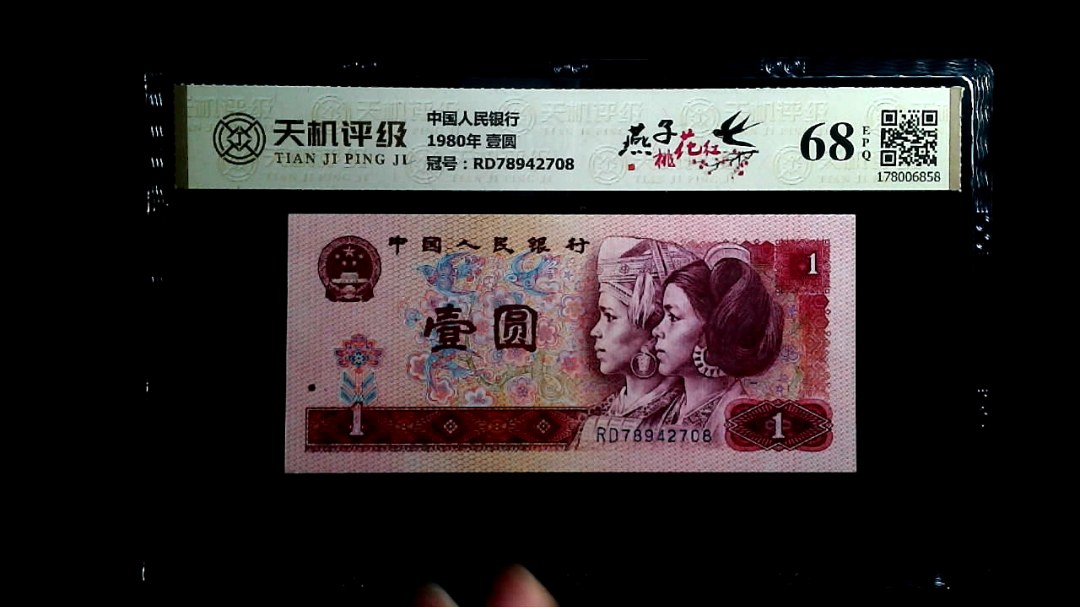 天机评级
TIAN JI PING JI
中国人民银行
1980年 壹圆
冠号：RD78942708
燕子
桃花红
68
EPQ
178006858
中國人民銀行
壹圆
1
1
1
RD78942708